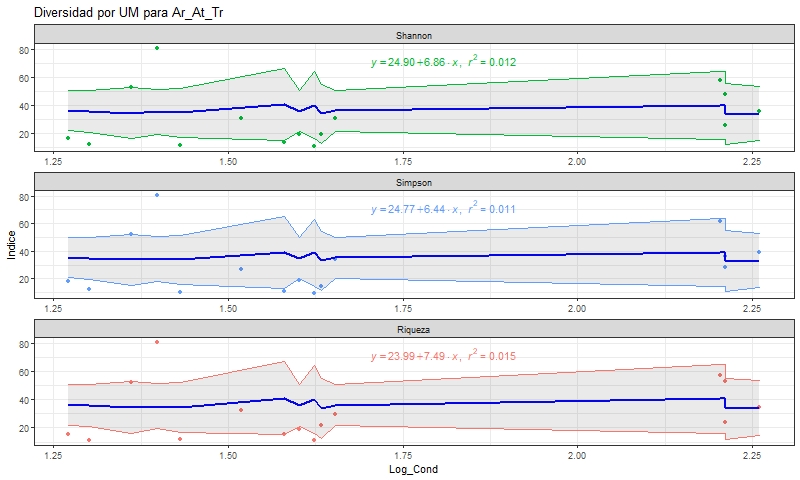 Diversidad por UM para Ar_At_Tr
Shannon
80
60
40
20
y = 24.90+6.86 · x, r² = 0.012
1.25 1.50 1.75 2.00 2.25
Simpson
80
60
40
20
y = 24.77+6.44 · x, r² = 0.011
1.25 1.50 1.75 2.00 2.25
Indice
Riqueza
80
60
40
20
y = 23.99+7.49 · x, r² = 0.015
1.25 1.50 1.75 2.00 2.25
Log_Cond